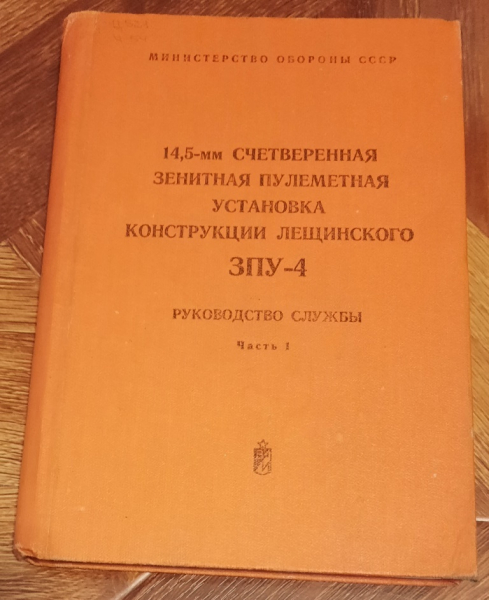 МИНИСТЕРСТВО ОБОРОНЫ СССР
14,5-мм СЧЕТВЕРЕННАЯ
ЗЕНИТНАЯ ПУЛЕМЕТНАЯ
УСТАНОВКА
КОНСТРУКЦИИ ЛЕЩИНСКОГО
ЗПУ-4
РУКОВОДСТВО СЛУЖБЫ
Часть I